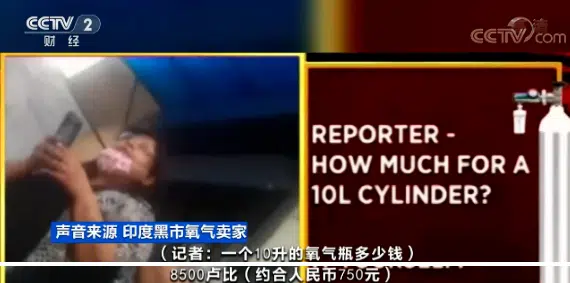 CCTV 2
财经
CCTV.com
REPORTER -
HOW MUCH FOR A
10L CYLINDER?
声音来源 印度黑市氧气卖家
（记者：一个10升的氧气瓶多少钱）
8500卢比（约合人民币750元）